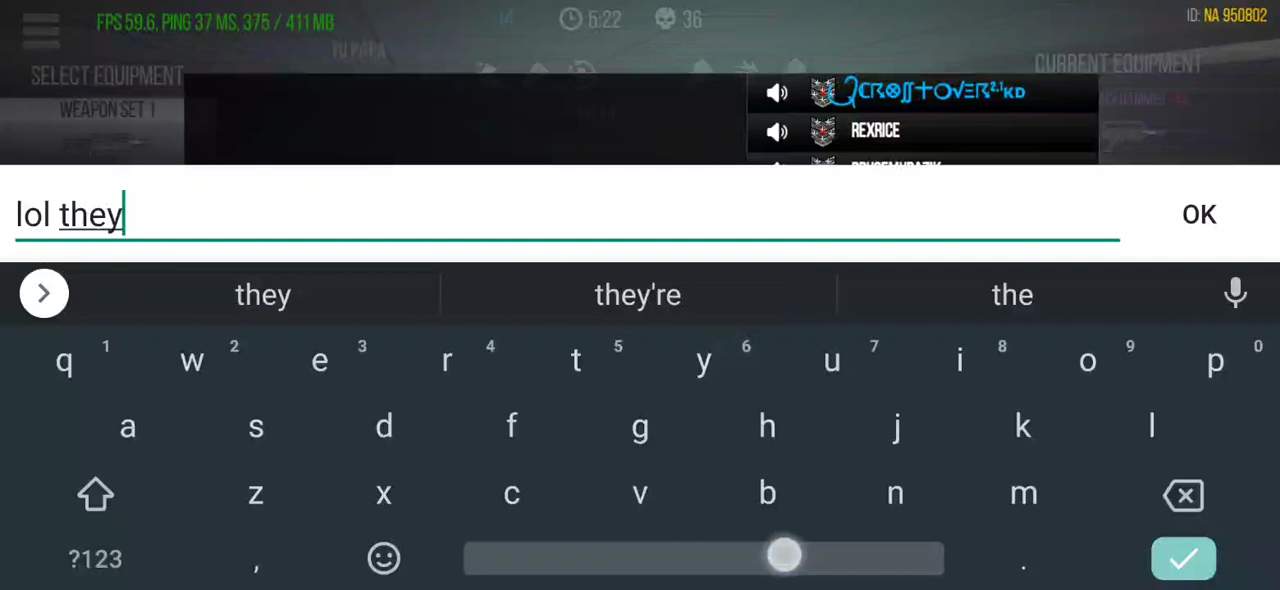 FPS 59.6, PING 37 MS, 375 / 411 MB
14
5:22
36
ID: NA 950802
SELECT EQUIPMENT
CURRENT EQUIPMENT
WEAPON SET 1
REXRICE
lol they
OK
they
they're
the
q 1 w 2 e 3 r 4 t 5 y 6 u 7 i 8 o 9 p 0
a s d f g h j k l
z x c v b n m
?123 , .